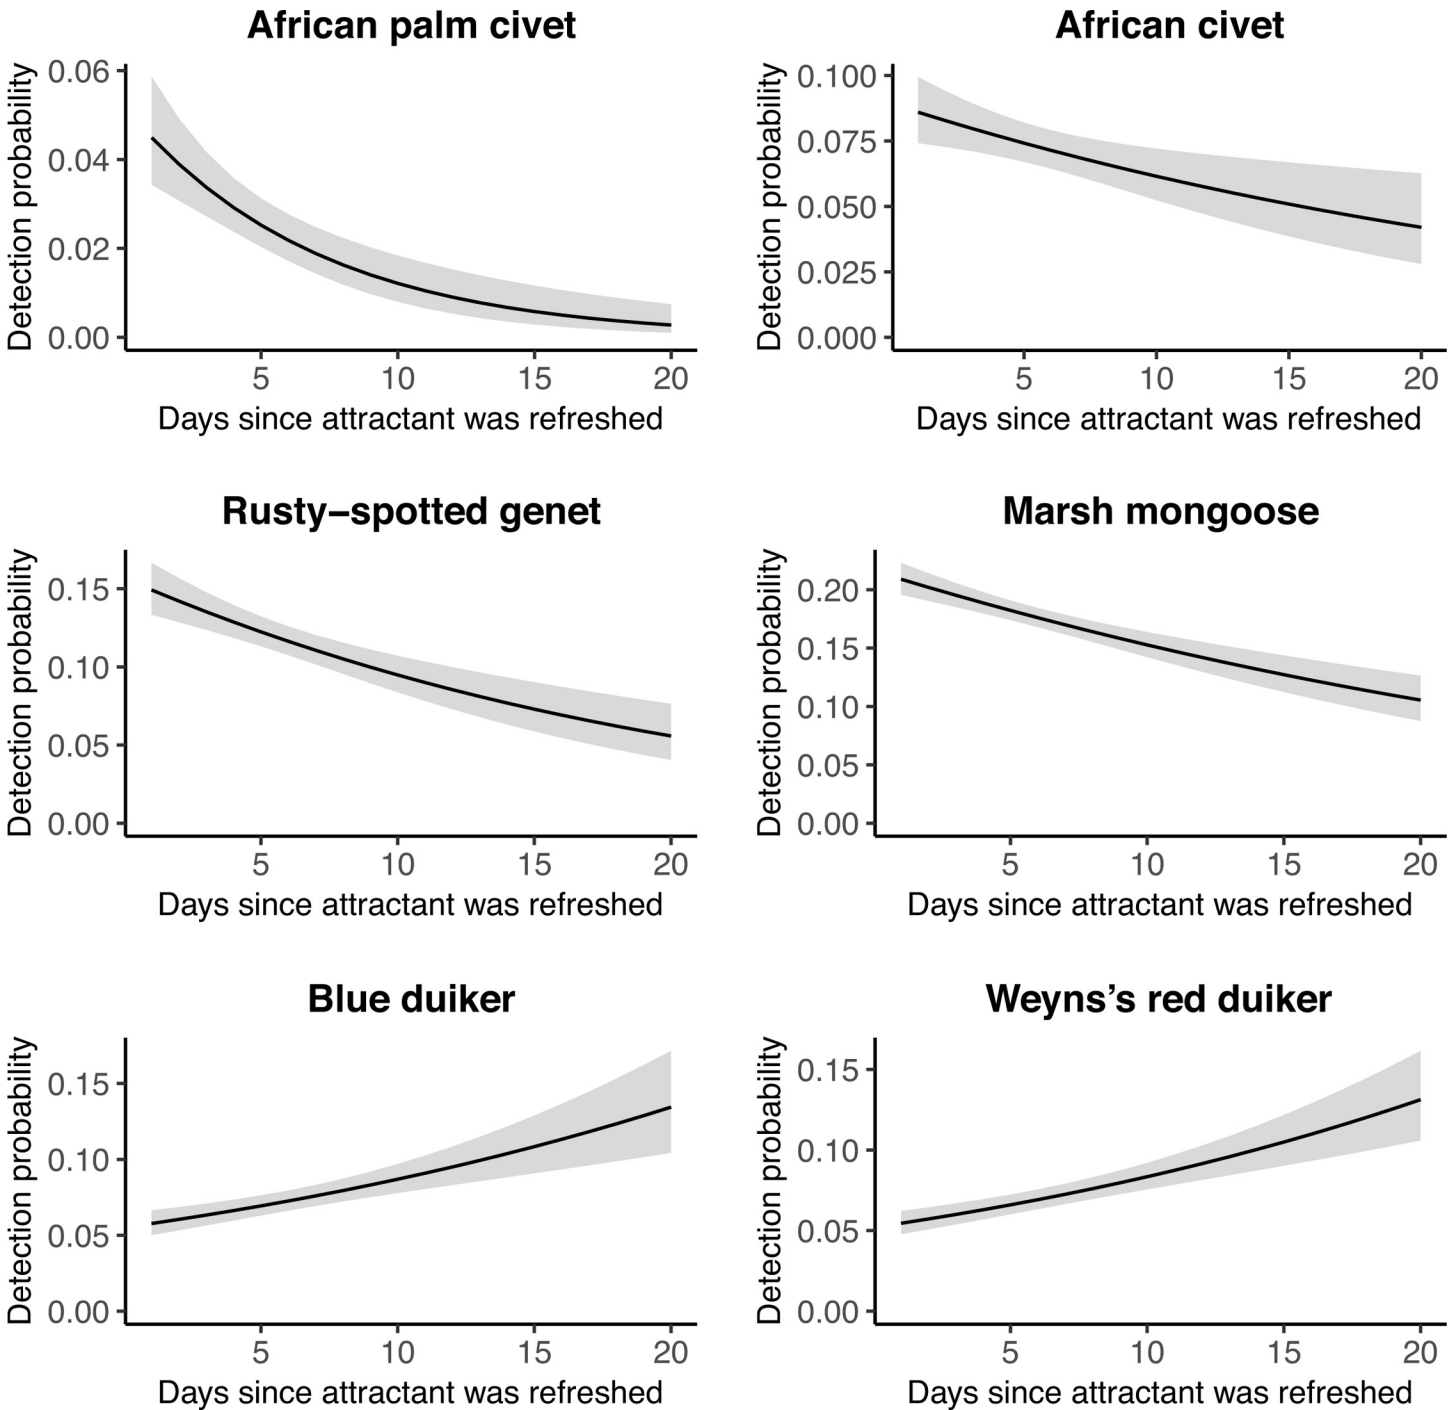 African palm civet
Detection probability
0.06
0.04
0.02
0.00
5 10 15 20
Days since attractant was refreshed
African civet
Detection probability
0.100
0.075
0.050
0.025
0.000
5 10 15 20
Days since attractant was refreshed
Rusty–spotted genet
Detection probability
0.15
0.10
0.05
0.00
5 10 15 20
Days since attractant was refreshed
Marsh mongoose
Detection probability
0.20
0.15
0.10
0.05
0.00
5 10 15 20
Days since attractant was refreshed
Blue duiker
Detection probability
0.15
0.10
0.05
0.00
5 10 15 20
Days since attractant was refreshed
Weyns’s red duiker
Detection probability
0.15
0.10
0.05
0.00
5 10 15 20
Days since attractant was refreshed